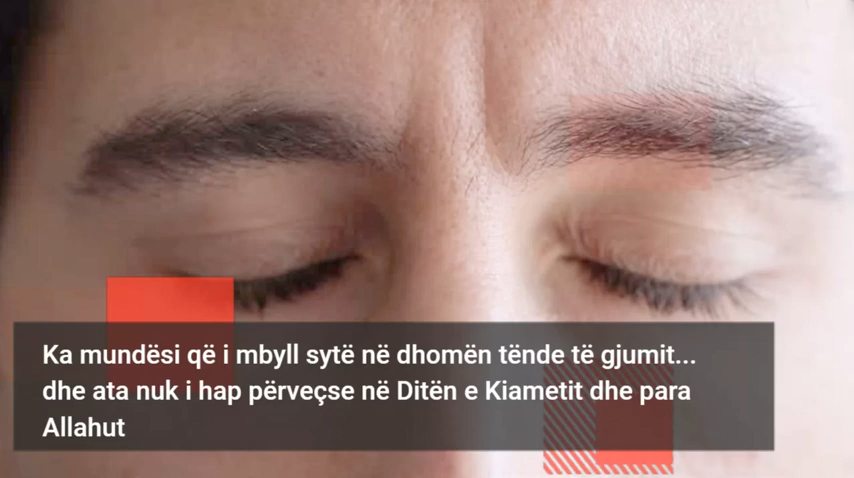 Ka mundësi që i mbyll sytë në dhomën tënde të gjumit...
dhe ata nuk i hap përveçse në Ditën e Kiametit dhe para
Allahut